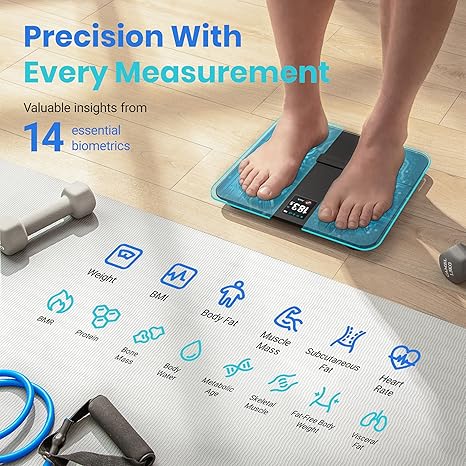 Precision With
Every Measurement
Valuable insights from
14 essential
biometrics
Weight
BMI
Body Fat
Muscle
Mass
Subcutaneous
Fat
Heart
Rate
BMR
Protein
Bone
Mass
Body
Water
Metabolic
Age
Skeletal
Muscle
Fat-Free Body
Weight
Visceral
Fat